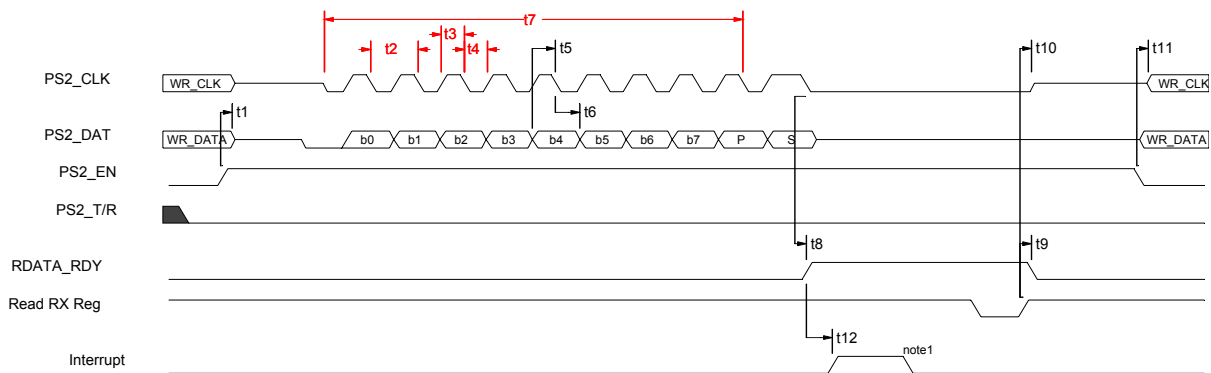 t7
t3
t2 t4 t5 t10 t11
PS2_CLK WR_CLK WR_CLK
t1 t6
PS2_DAT WR_DATA b0 b1 b2 b3 b4 b5 b6 b7 P S WR_DATA
PS2_EN
PS2_T/R
t8 t9
RDATA_RDY
Read RX Reg
t12
Interrupt note1